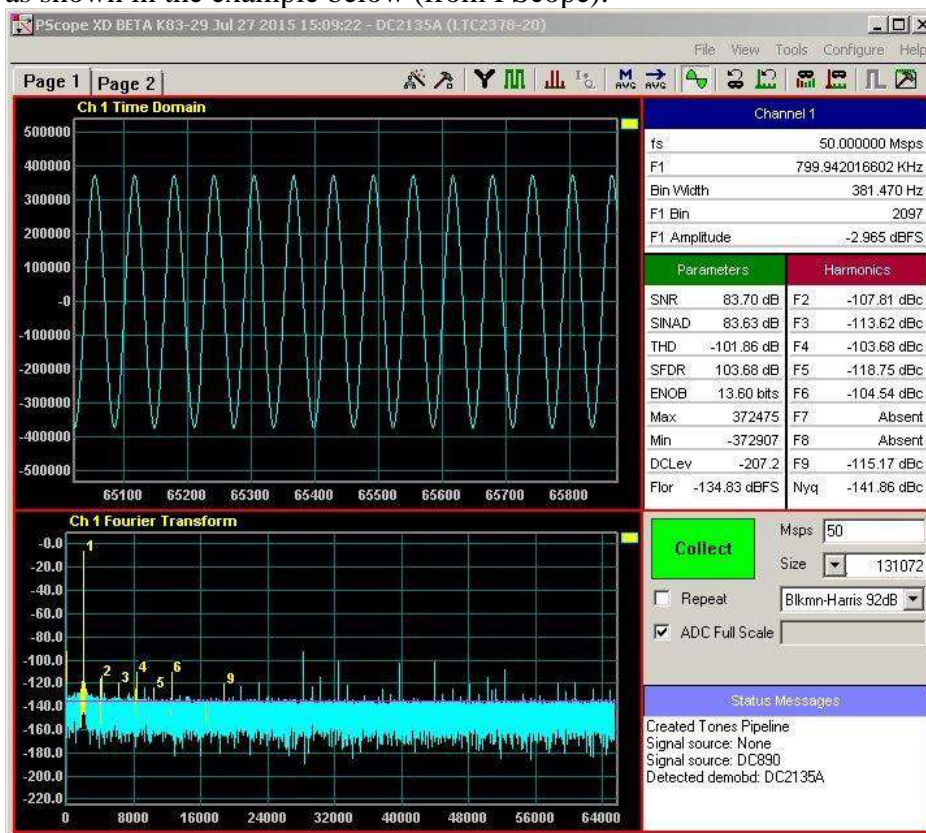 as shown in the example below (from PScope).
PScope XD BETA K83-29 Jul 27 2015 15:09:22 - DC2135A (LTC2378-20)
File View Tools Configure Help
Page 1 Page 2
M AVG AVG
Ch 1 Time Domain
500000
400000
300000
200000
100000
-0
-100000
-200000
-300000
-400000
-500000
65100 65200 65300 65400 65500 65600 65700 65800
Channel 1
fs 50.000000 Msps
F1 799.942016602 KHz
Bin Width 381.470 Hz
F1 Bin 2097
F1 Amplitude -2.965 dBFS
Parameters Harmonics
SNR 83.70 dB F2 -107.81 dBc
SINAD 83.63 dB F3 -113.62 dBc
THD -101.86 dB F4 -103.68 dBc
SFDR 103.68 dB F5 -118.75 dBc
ENOB 13.60 bits F6 -104.54 dBc
Max 372475 F7 Absent
Min -372907 F8 Absent
DCLev -207.2 F9 -115.17 dBc
Flor -134.83 dBFS Nyq -141.86 dBc
Ch 1 Fourier Transform
-0.0
-20.0
-40.0
-60.0
-80.0
-100.0
-120.0
-140.0
-160.0
-180.0
-200.0
-220.0
1
2 3 4 5 6 9
0 8000 16000 24000 32000 40000 48000 56000 64000
Collect
Msps 50
Size 131072
Repeat
Blkmn-Harris 92dB
ADC Full Scale
Status Messages
Created Tones Pipeline
Signal source: None
Signal source: DC890
Detected demobd: DC2135A